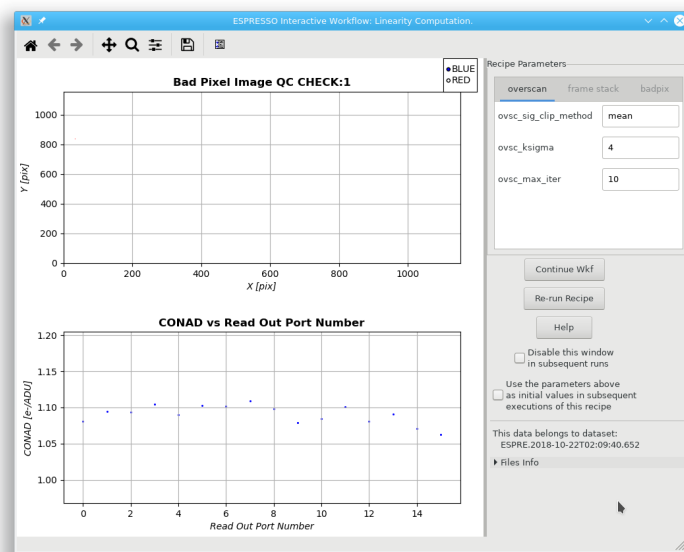 ESPRESSO Interactive Workflow: Linearity Computation.
BLUE
RED
Bad Pixel Image QC CHECK:1
1000
800
600
400
200
0
Y [pix]
0 200 400 600 800 1000
X [pix]
CONAD vs Read Out Port Number
1.20
1.15
1.10
1.05
1.00
CONAD [e-/ADU]
0 2 4 6 8 10 12 14
Read Out Port Number
Recipe Parameters
overscan frame stack badpix
ovsc_sig_clip_method mean
ovsc_ksigma 4
ovsc_max_iter 10
Continue Wkf
Re-run Recipe
Help
Disable this window
in subsequent runs
Use the parameters above
as initial values in subsequent
executions of this recipe
This data belongs to dataset:
ESPRE.2018-10-22T02:09:40.652
Files Info